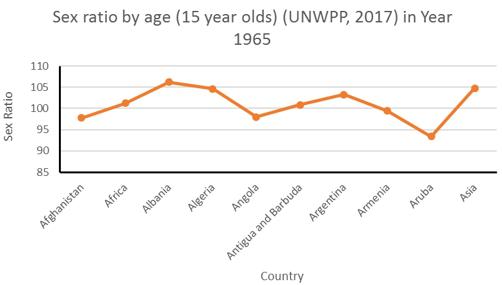 Sex ratio by age (15 year olds) (UNWPP, 2017) in Year
1965
110
105
100
95
90
85
Sex Ratio
Afghanistan
Africa
Albania
Algeria
Angola
Antigua and Barbuda
Argentina
Armenia
Aruba
Asia
Country